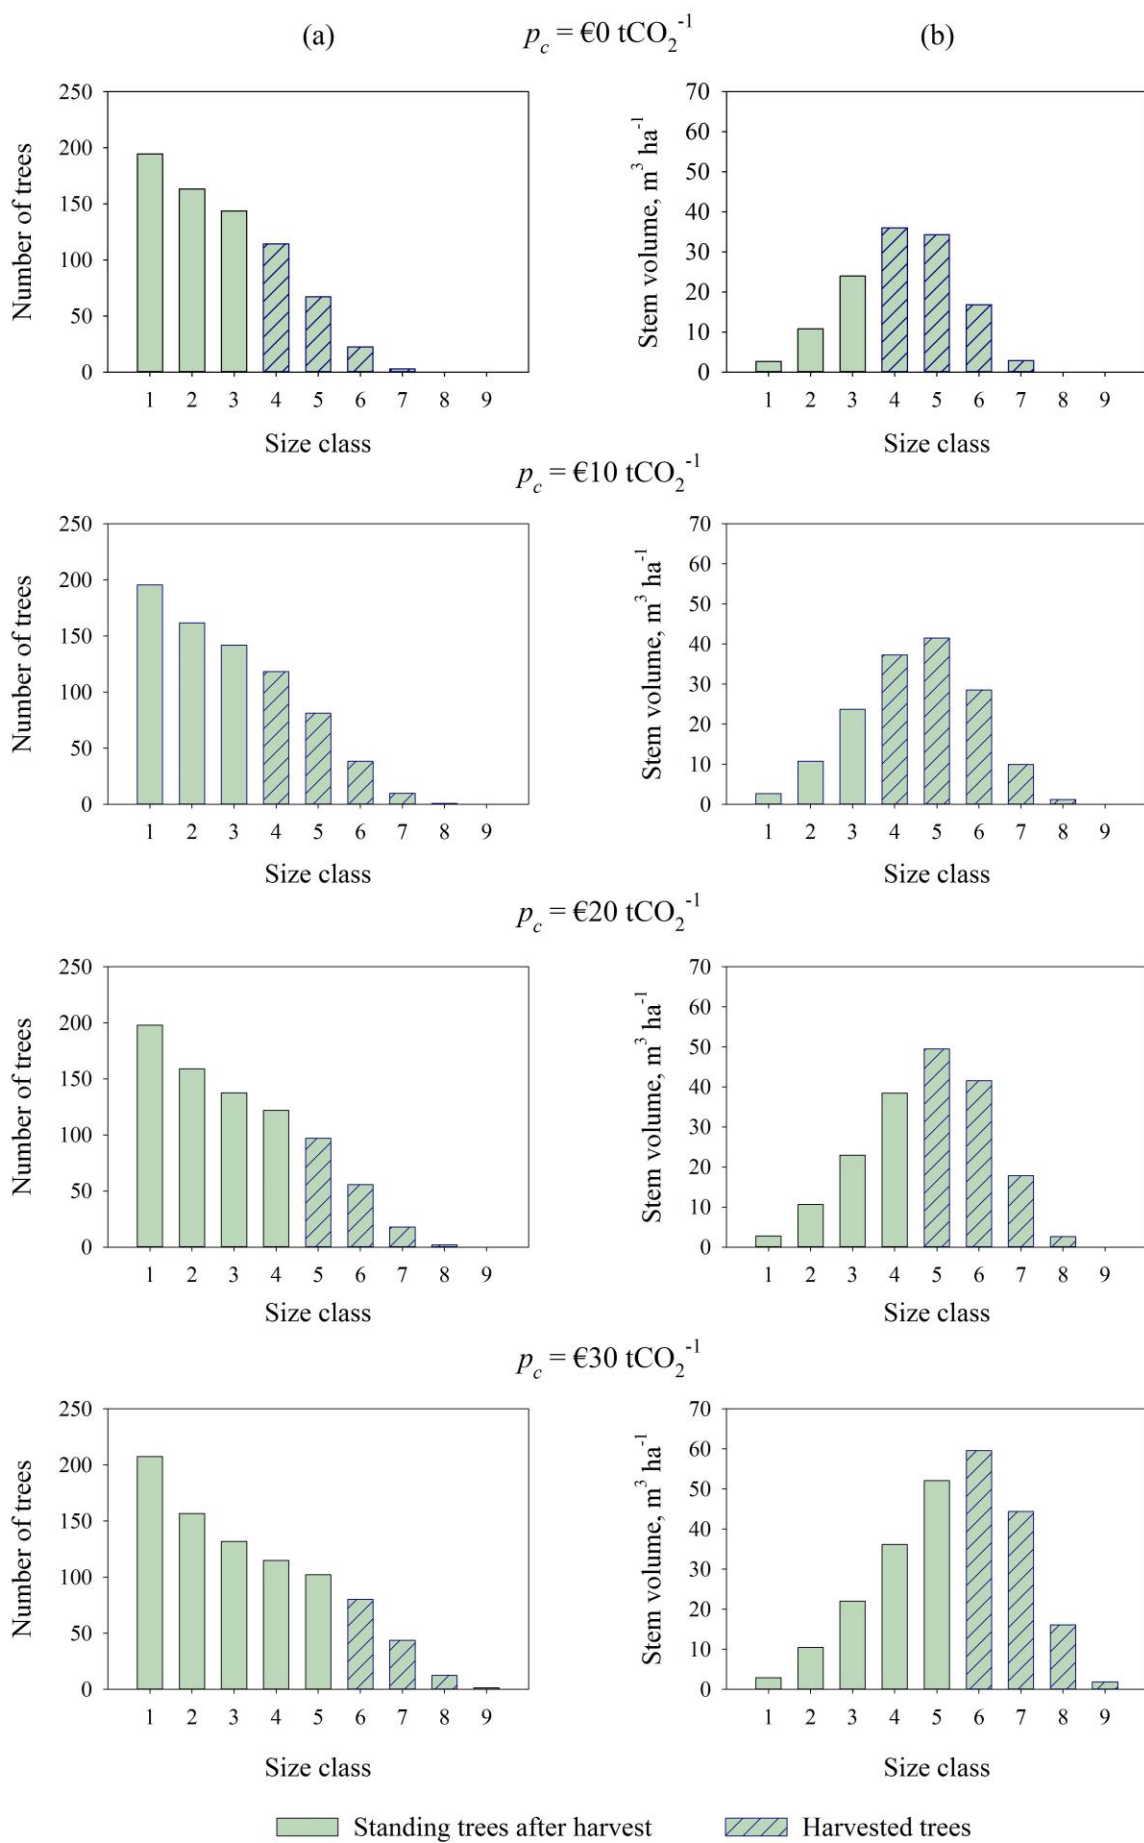 (a) p_c = €0 tCO₂⁻¹ (b)
250
200
150
100
50
0
Number of trees
1 2 3 4 5 6 7 8 9
Size class
70
60
50
40
30
20
10
0
Stem volume, m³ ha⁻¹
1 2 3 4 5 6 7 8 9
Size class
p_c = €10 tCO₂⁻¹
250
200
150
100
50
0
Number of trees
1 2 3 4 5 6 7 8 9
Size class
70
60
50
40
30
20
10
0
Stem volume, m³ ha⁻¹
1 2 3 4 5 6 7 8 9
Size class
p_c = €20 tCO₂⁻¹
250
200
150
100
50
0
Number of trees
1 2 3 4 5 6 7 8 9
Size class
70
60
50
40
30
20
10
0
Stem volume, m³ ha⁻¹
1 2 3 4 5 6 7 8 9
Size class
p_c = €30 tCO₂⁻¹
250
200
150
100
50
0
Number of trees
1 2 3 4 5 6 7 8 9
Size class
70
60
50
40
30
20
10
0
Stem volume, m³ ha⁻¹
1 2 3 4 5 6 7 8 9
Size class
Standing trees after harvest Harvested trees